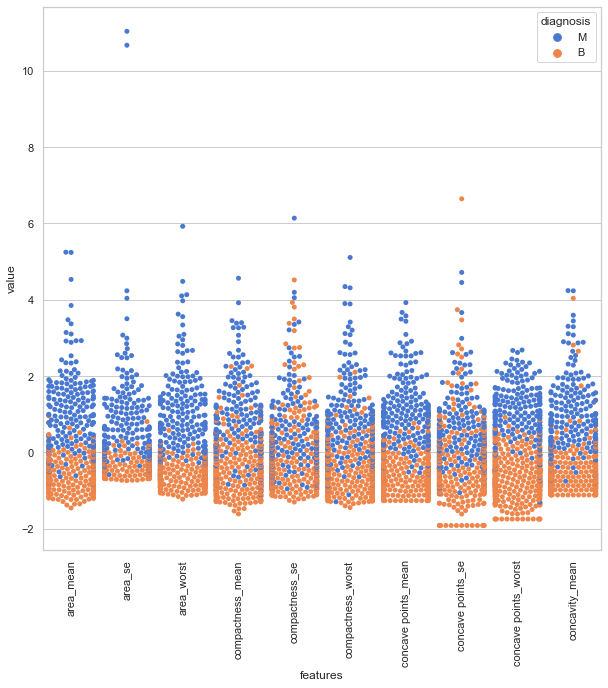 diagnosis
M
B
value
10
8
6
4
2
0
−2
area_mean
area_se
area_worst
compactness_mean
compactness_se
compactness_worst
concave points_mean
concave points_se
concave points_worst
concavity_mean
features